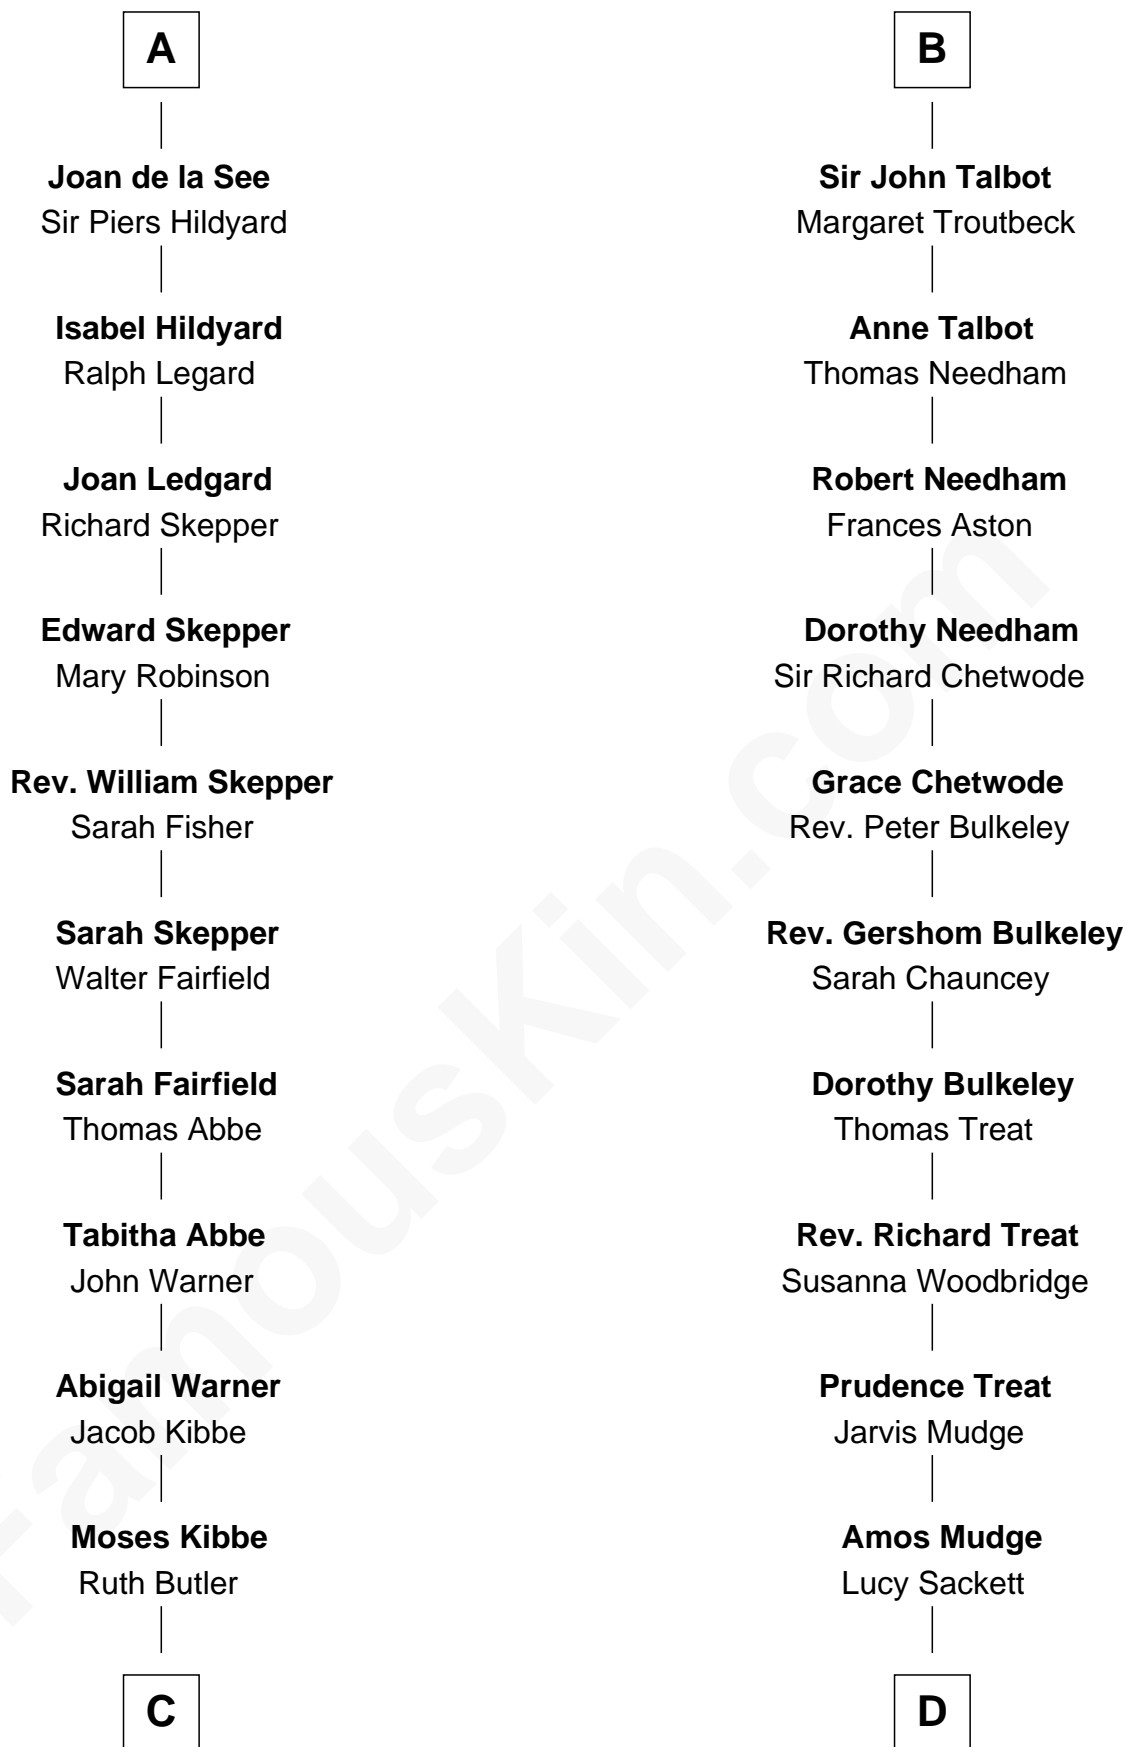 A
Joan de la See
Sir Piers Hildyard
Isabel Hildyard
Ralph Legard
Joan Ledgard
Richard Skepper
Edward Skepper
Mary Robinson
Rev. William Skepper
Sarah Fisher
Sarah Skepper
Walter Fairfield
Sarah Fairfield
Thomas Abbe
Tabitha Abbe
John Warner
Abigail Warner
Jacob Kibbe
Moses Kibbe
Ruth Butler
C
B
Sir John Talbot
Margaret Troutbeck
Anne Talbot
Thomas Needham
Robert Needham
Frances Aston
Dorothy Needham
Sir Richard Chetwode
Grace Chetwode
Rev. Peter Bulkeley
Rev. Gershom Bulkeley
Sarah Chauncey
Dorothy Bulkeley
Thomas Treat
Rev. Richard Treat
Susanna Woodbridge
Prudence Treat
Jarvis Mudge
Amos Mudge
Lucy Sackett
D
FamousKin.com